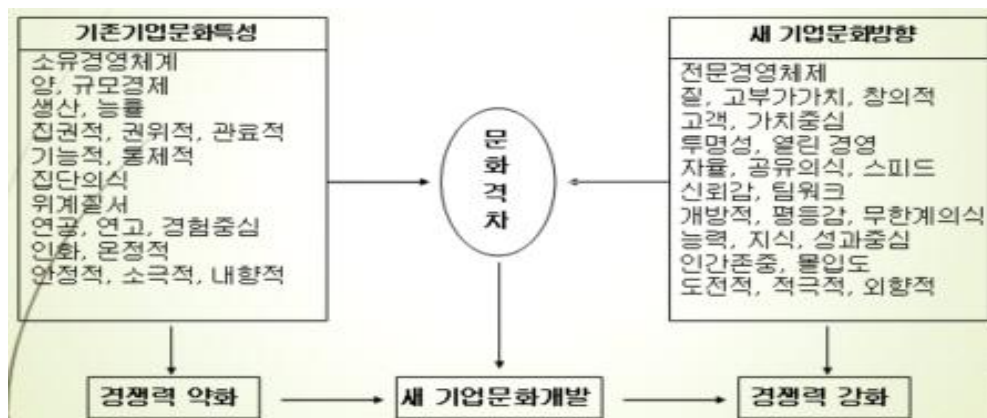 기존기업문화특성
소유경영체계
양, 규모경제
생산, 능률
집권적, 권위적, 관료적
기능적, 통제적
집단의식
위계질서
연공, 연고, 경험중심
인화, 온정적
안정적, 소극적, 내향적
문
화
격
차
새 기업문화방향
전문경영체제
질, 고부가가치, 창의적
고객, 가치중심
투명성, 열린 경영
자율, 공유의식, 스피드
신뢰감, 팀워크
개방적, 평등감, 무한계의식
능력, 지식, 성과중심
인간존중, 몰입도
도전적, 적극적, 외향적
경쟁력 약화
새 기업문화개발
경쟁력 강화